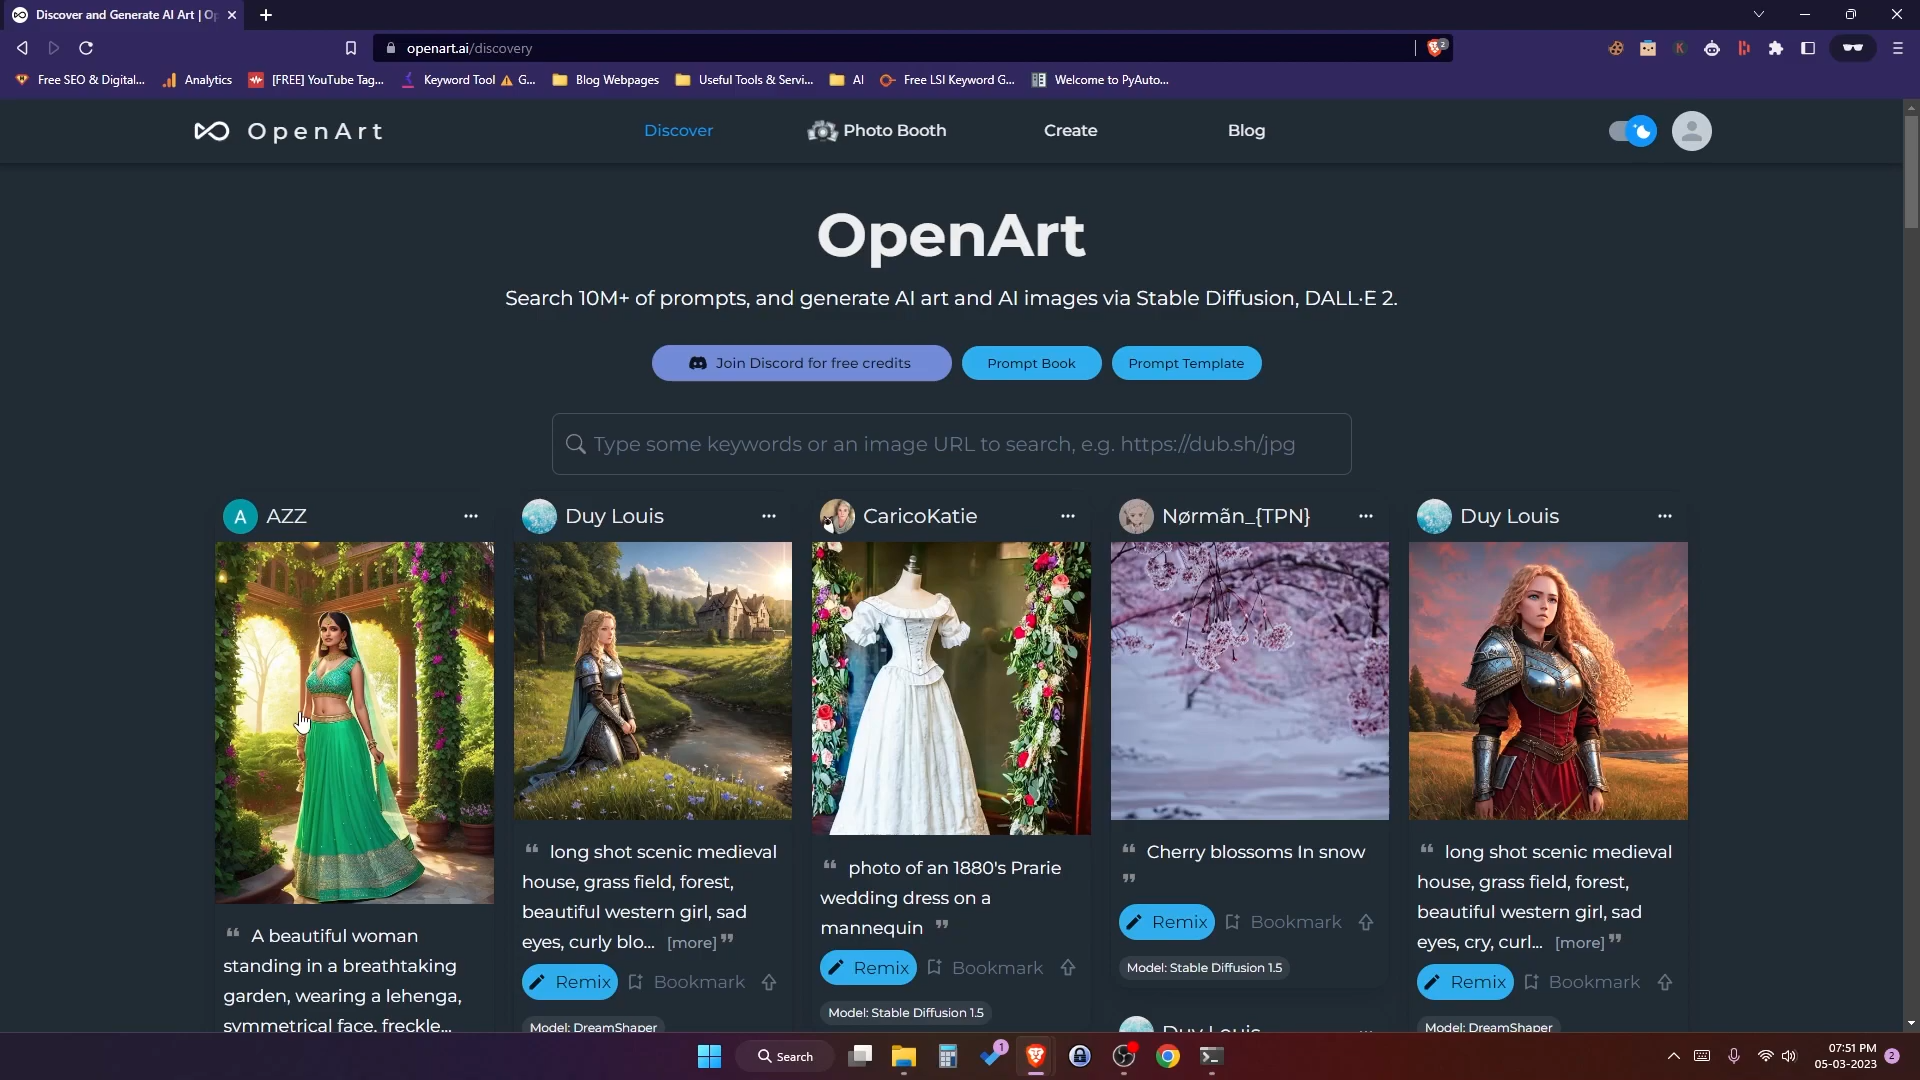 Discover and Generate AI Art | Op
openart.ai/discovery
2
Free SEO & Digital...
Analytics
[FREE] YouTube Tag...
Keyword Tool
G...
Blog Webpages
Useful Tools & Servi...
AI
Free LSI Keyword G...
Welcome to PyAuto...
OpenArt
Discover
Photo Booth
Create
Blog
OpenArt
Search 10M+ of prompts, and generate AI art and AI images via Stable Diffusion, DALL·E 2.
Join Discord for free credits
Prompt Book
Prompt Template
Type some keywords or an image URL to search, e.g. https://dub.sh/jpg
A AZZ
“ A beautiful woman
standing in a breathtaking
garden, wearing a lehenga,
symmetrical face, freckle...
Duy Louis
“ long shot scenic medieval
house, grass field, forest,
beautiful western girl, sad
eyes, curly blo... [more] ”
Remix Bookmark
Model: DreamShaper
CaricoKatie
“ photo of an 1880's Prarie
wedding dress on a
mannequin ”
Remix Bookmark
Model: Stable Diffusion 1.5
Nørmãn_{TPN}
“ Cherry blossoms In snow
”
Remix Bookmark
Model: Stable Diffusion 1.5
Duy Louis
Duy Louis
“ long shot scenic medieval
house, grass field, forest,
beautiful western girl, sad
eyes, cry, curl... [more] ”
Remix Bookmark
Model: DreamShaper
Search
1
07:51 PM
05-03-2023
2